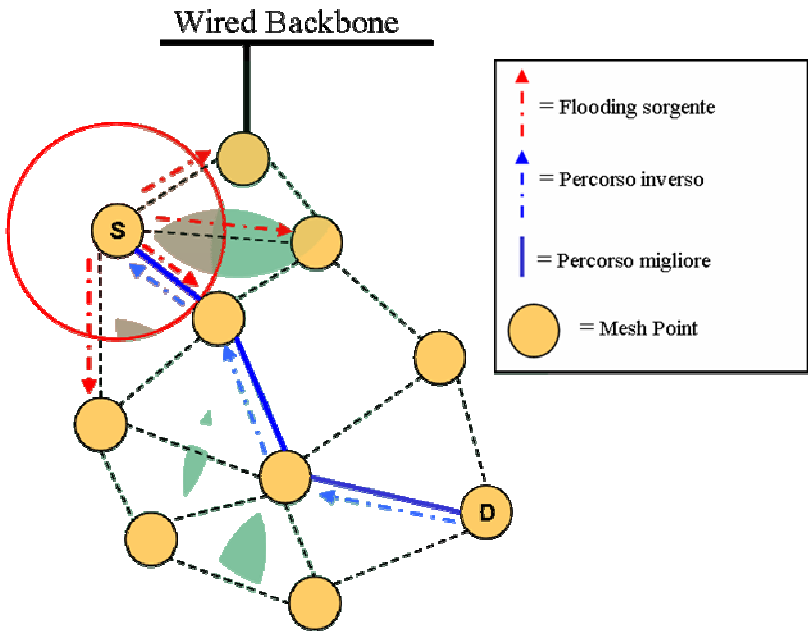 Wired Backbone
= Flooding sorgente
= Percorso inverso
= Percorso migliore
= Mesh Point
S
D